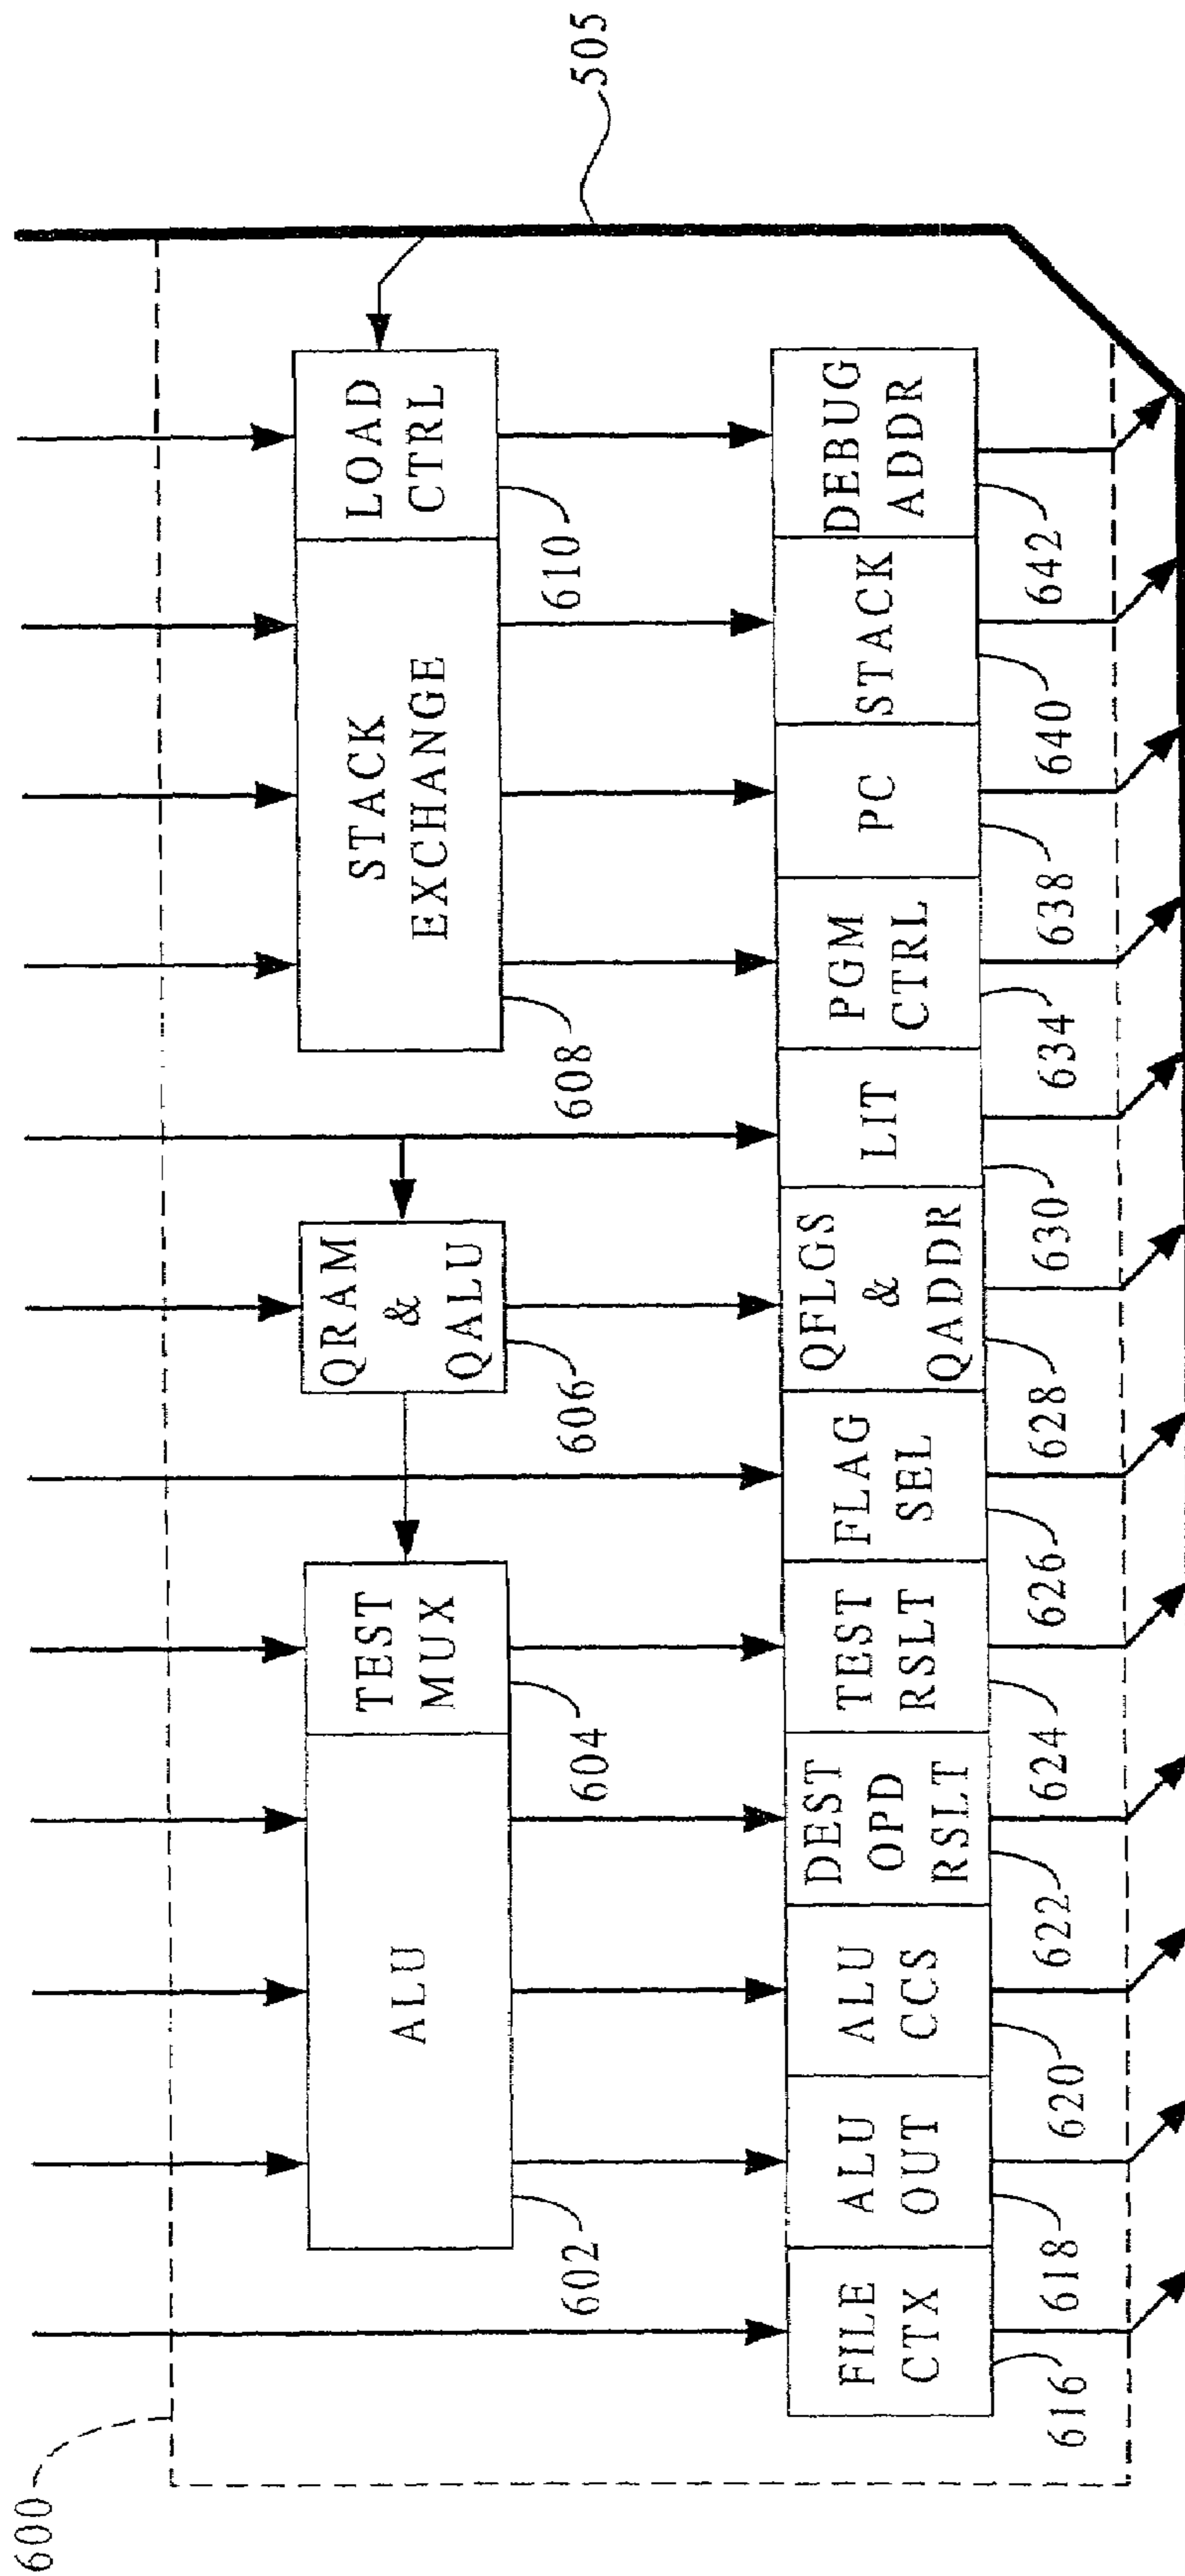 600
505
ALU
TEST
MUX
QRAM
&
QALU
STACK
EXCHANGE
LOAD
CTRL
602
604
606
608
610
FILE
CTX
ALU
OUT
ALU
CCS
DEST
OPD
RSLT
TEST
RSLT
FLAG
SEL
QFLGS
&
QADDR
LIT
PGM
CTRL
PC
STACK
DEBUG
ADDR
616
618
620
622
624
626
628
630
634
638
640
642